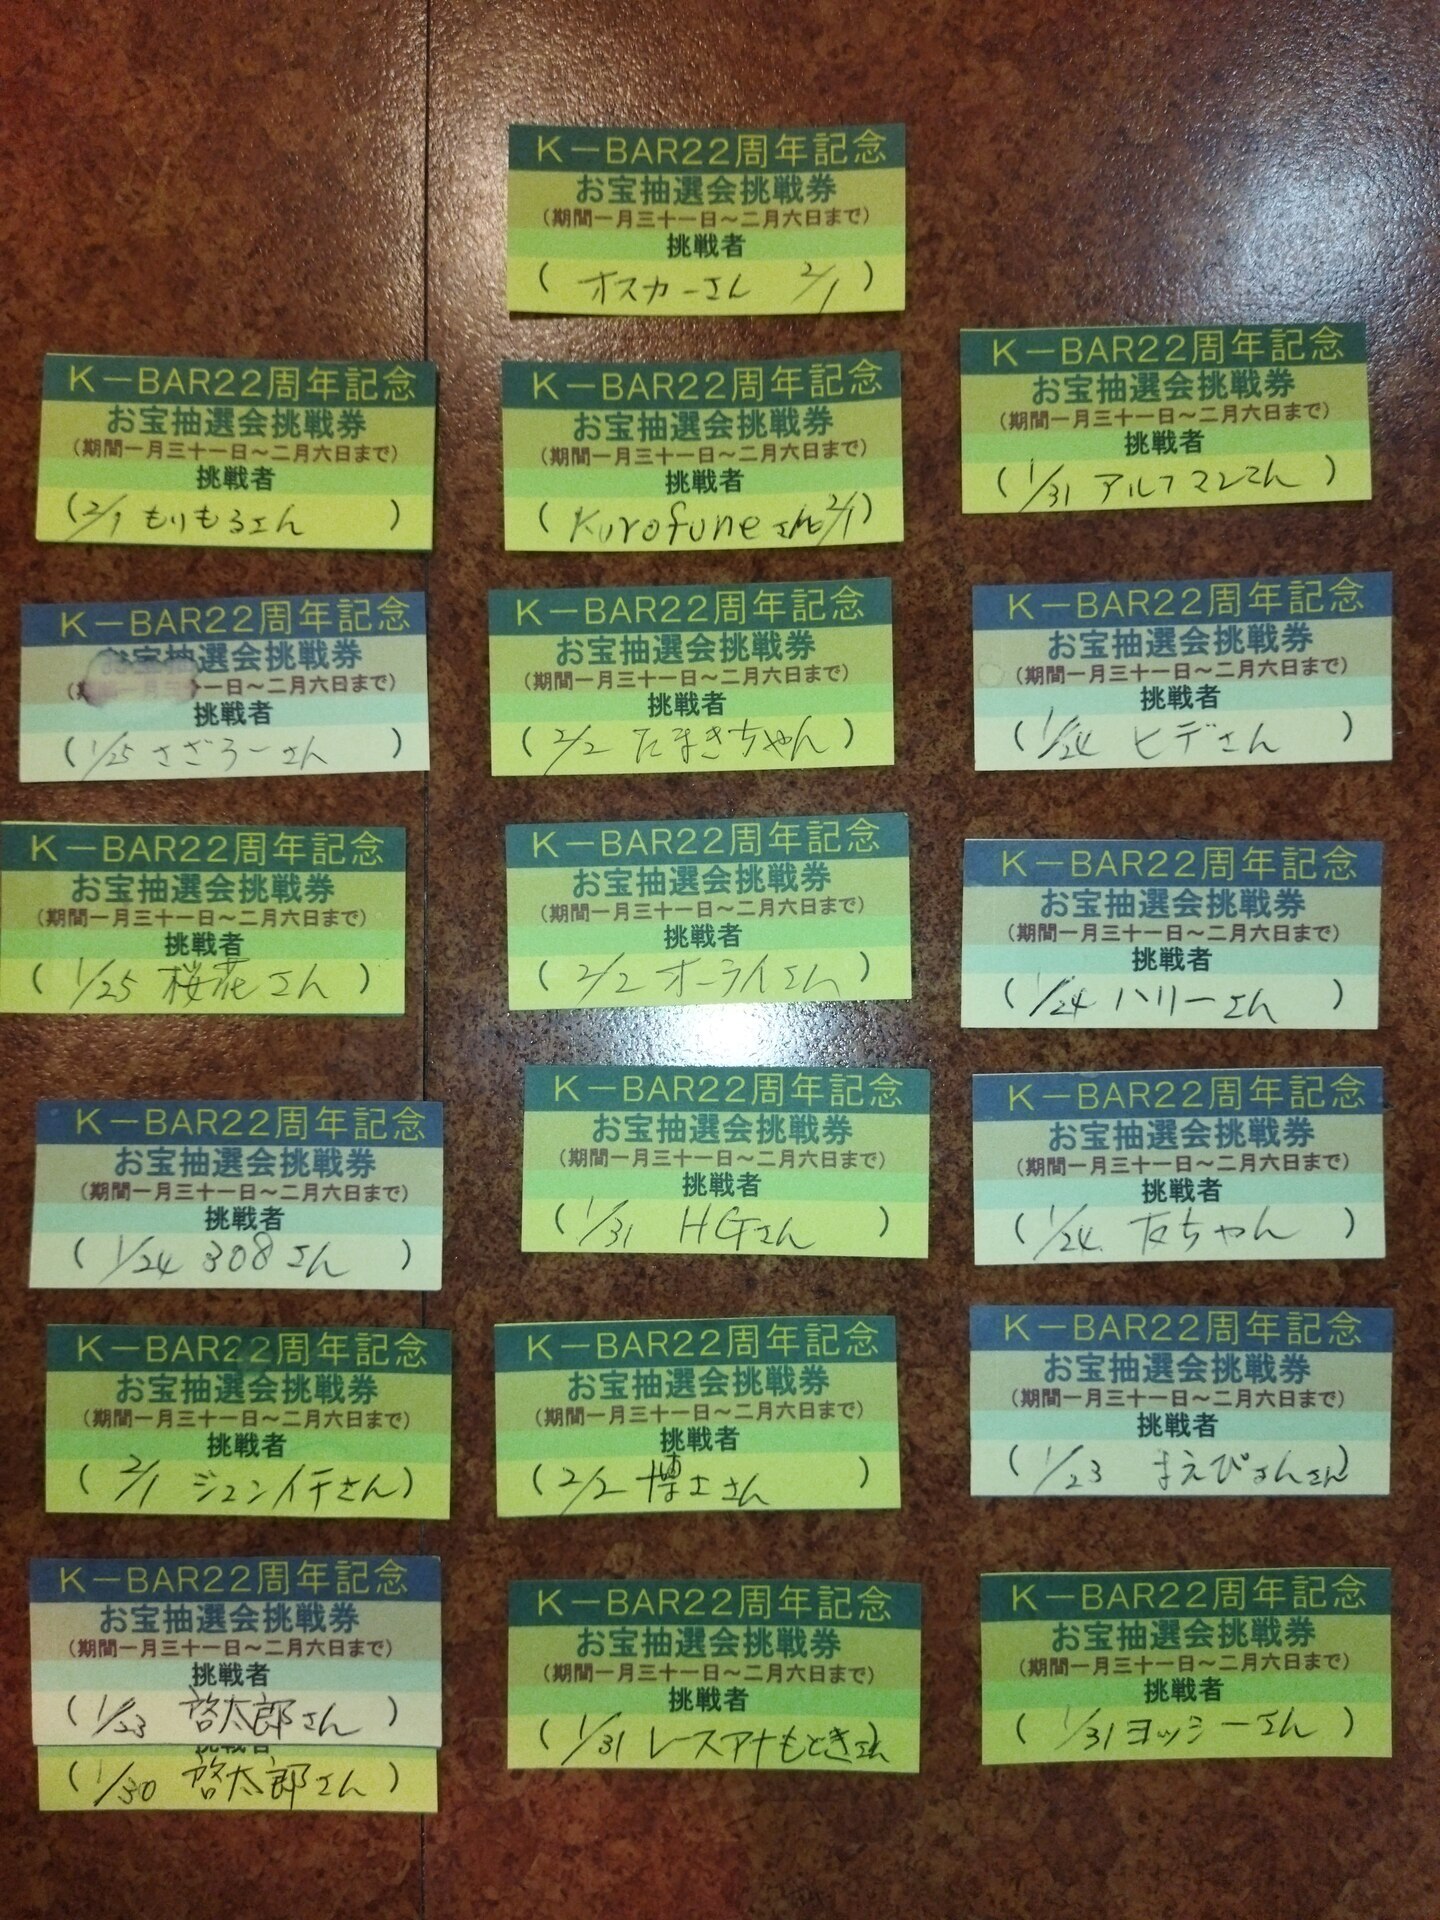 K－BAR22周年記念
お宝抽選会挑戦券
(期間一月三十一日～二月六日まで)
挑戦者
( オスカーさん 2/1 )
K－BAR22周年記念
お宝抽選会挑戦券
(期間一月三十一日～二月六日まで)
挑戦者
(2/1 もりもるさん )
K－BAR22周年記念
お宝抽選会挑戦券
(期間一月三十一日～二月六日まで)
挑戦者
( Kurofuneさん 2/1)
K－BAR22周年記念
お宝抽選会挑戦券
(期間一月三十一日～二月六日まで)
挑戦者
(1/31 アルフマンさん )
K－BAR22周年記念
お宝抽選会挑戦券
(期間一月三十一日～二月六日まで)
挑戦者
(1/25 さざろーさん )
K－BAR22周年記念
お宝抽選会挑戦券
(期間一月三十一日～二月六日まで)
挑戦者
(2/2 たまきちゃん )
K－BAR22周年記念
お宝抽選会挑戦券
(期間一月三十一日～二月六日まで)
挑戦者
(1/24 ヒデさん )
K－BAR22周年記念
お宝抽選会挑戦券
(期間一月三十一日～二月六日まで)
挑戦者
( 1/25 桜花さん )
K－BAR22周年記念
お宝抽選会挑戦券
(期間一月三十一日～二月六日まで)
挑戦者
( 2/2 オーライさん )
K－BAR22周年記念
お宝抽選会挑戦券
(期間一月三十一日～二月六日まで)
挑戦者
( 1/24 ハリーさん )
K－BAR22周年記念
お宝抽選会挑戦券
(期間一月三十一日～二月六日まで)
挑戦者
( 1/24 308さん )
K－BAR22周年記念
お宝抽選会挑戦券
(期間一月三十一日～二月六日まで)
挑戦者
( 1/31 HGさん )
K－BAR22周年記念
お宝抽選会挑戦券
(期間一月三十一日～二月六日まで)
挑戦者
( 1/24 友ちゃん )
K－BAR22周年記念
お宝抽選会挑戦券
(期間一月三十一日～二月六日まで)
挑戦者
( 2/1 ジュンイチさん)
K－BAR22周年記念
お宝抽選会挑戦券
(期間一月三十一日～二月六日まで)
挑戦者
(2/2 博士さん )
K－BAR22周年記念
お宝抽選会挑戦券
(期間一月三十一日～二月六日まで)
挑戦者
( 1/23 まえぴょんさん)
K－BAR22周年記念
お宝抽選会挑戦券
(期間一月三十一日～二月六日まで)
挑戦者
( 1/23 啓太郎さん )
挑戦者
( 1/30 啓太郎さん )
K－BAR22周年記念
お宝抽選会挑戦券
(期間一月三十一日～二月六日まで)
挑戦者
( 1/31 レースアナもときさん)
K－BAR22周年記念
お宝抽選会挑戦券
(期間一月三十一日～二月六日まで)
挑戦者
( 1/31 ヨッシーさん )